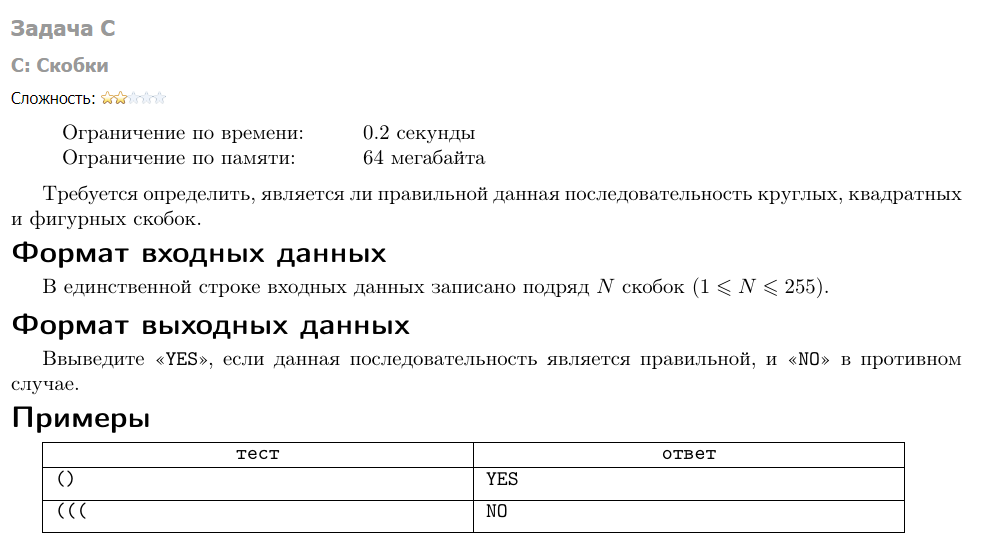 Задача C
C: Скобки
Сложность:
Ограничение по времени: 0.2 секунды
Ограничение по памяти: 64 мегабайта
Требуется определить, является ли правильной данная последовательность круглых, квадратных
и фигурных скобок.
Формат входных данных
В единственной строке входных данных записано подряд N скобок (1 ⩽ N ⩽ 255).
Формат выходных данных
Ввыведите «YES», если данная последовательность является правильной, и «NO» в противном
случае.
Примеры
тест ответ
() YES
((( NO